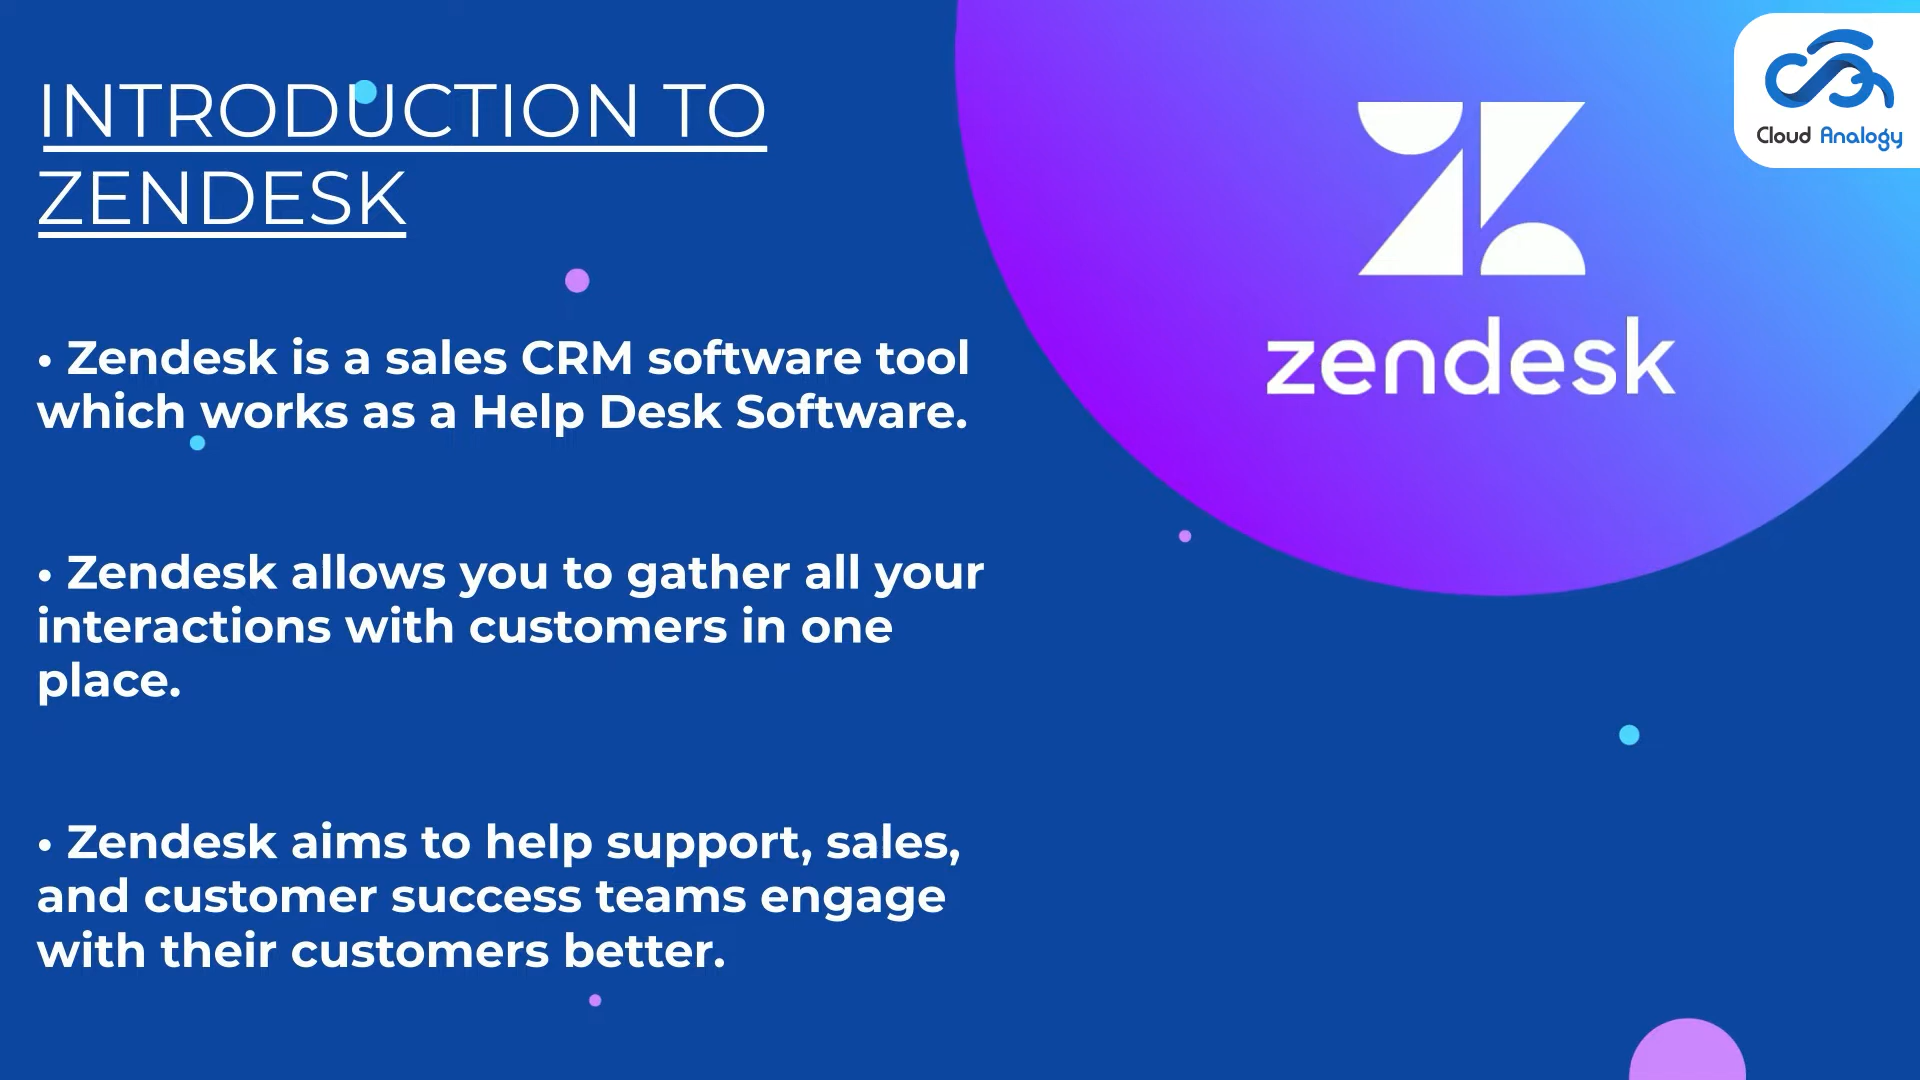 INTRODUCTION TO
ZENDESK
• Zendesk is a sales CRM software tool
which works as a Help Desk Software.
• Zendesk allows you to gather all your
interactions with customers in one
place.
• Zendesk aims to help support, sales,
and customer success teams engage
with their customers better.
zendesk
Cloud Analogy